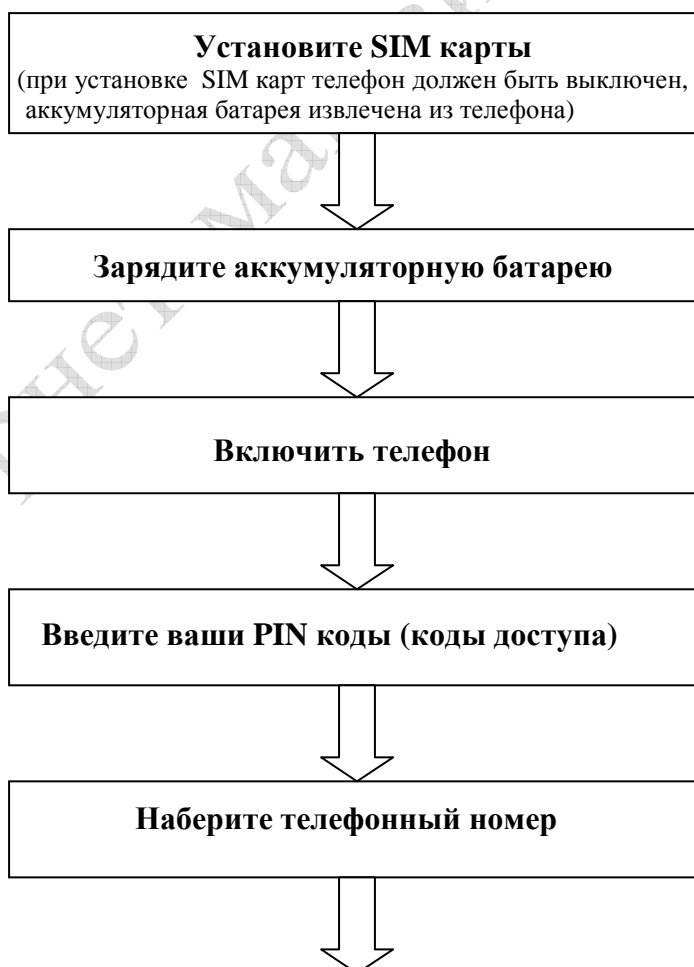 Установите SIM карты
(при установке SIM карт телефон должен быть выключен,
аккумуляторная батарея извлечена из телефона)
Зарядите аккумуляторную батарею
Включить телефон
Введите ваши PIN коды (коды доступа)
Наберите телефонный номер